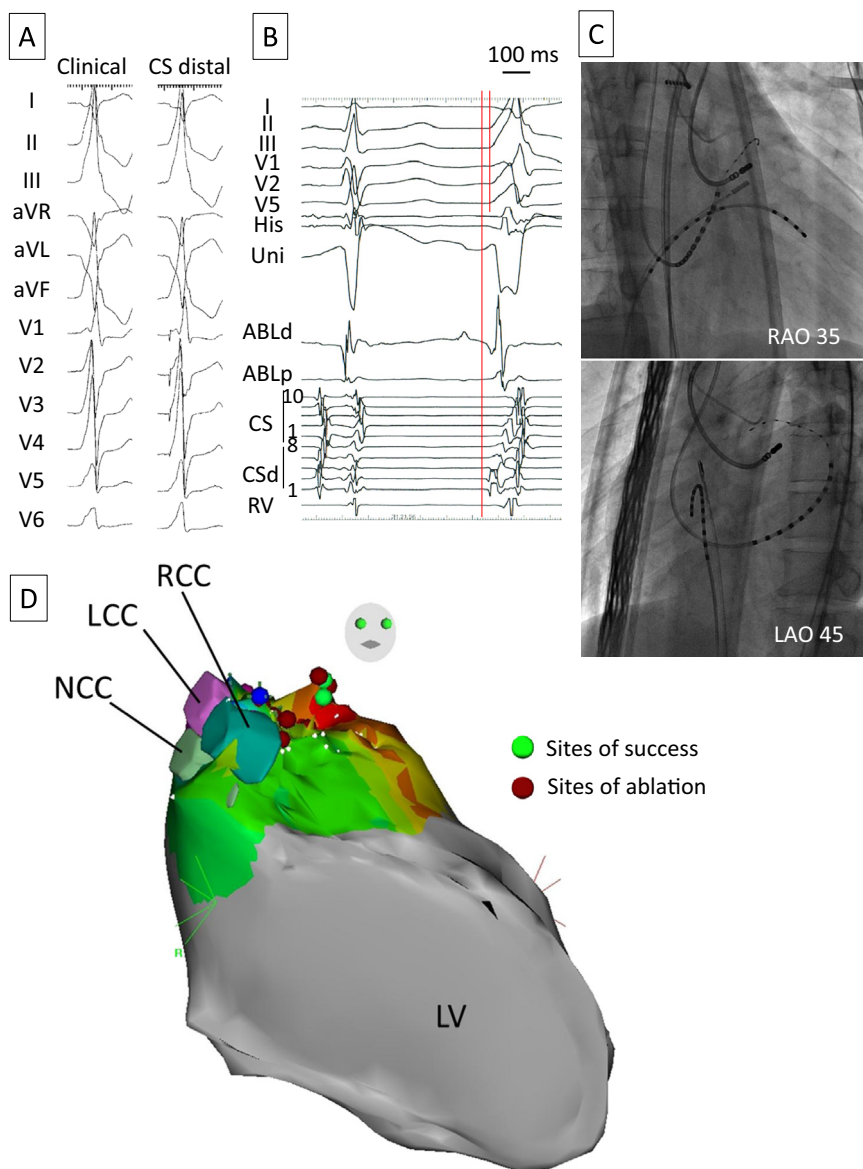 A
Clinical CS distal
I
II
III
aVR
aVL
aVF
V1
V2
V3
V4
V5
V6
B
100 ms
I
II
III
V1
V2
V5
His
Uni
ABLd
ABLp
10
CS
1
8
CSd
1
RV
C
RAO 35
LAO 45
D
RCC
LCC
NCC
Sites of success
Sites of ablation
R
LV